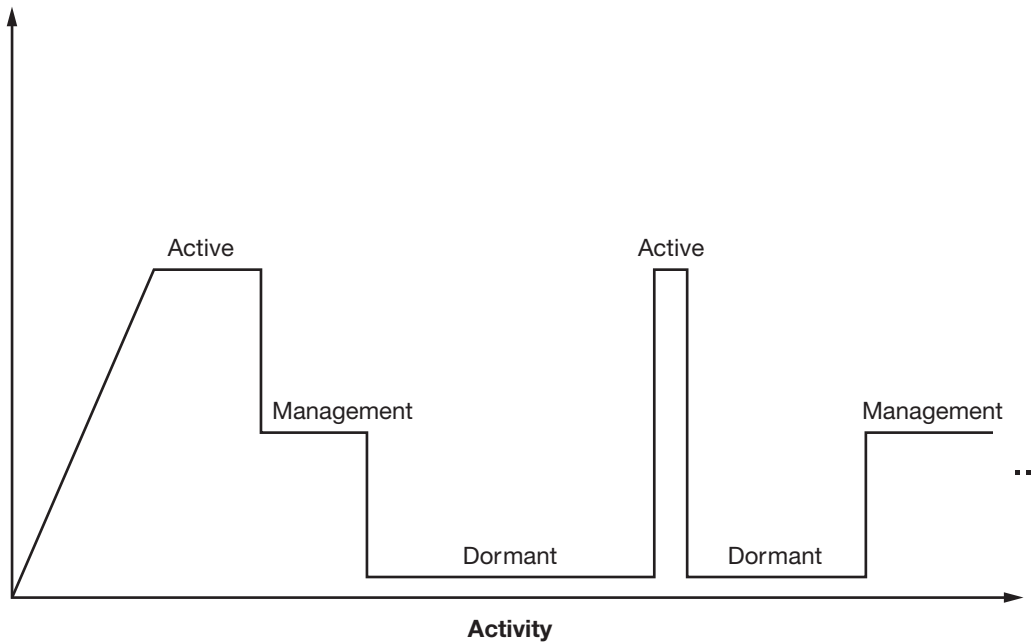 Active
Active
Management
Management
Dormant
Dormant
Activity